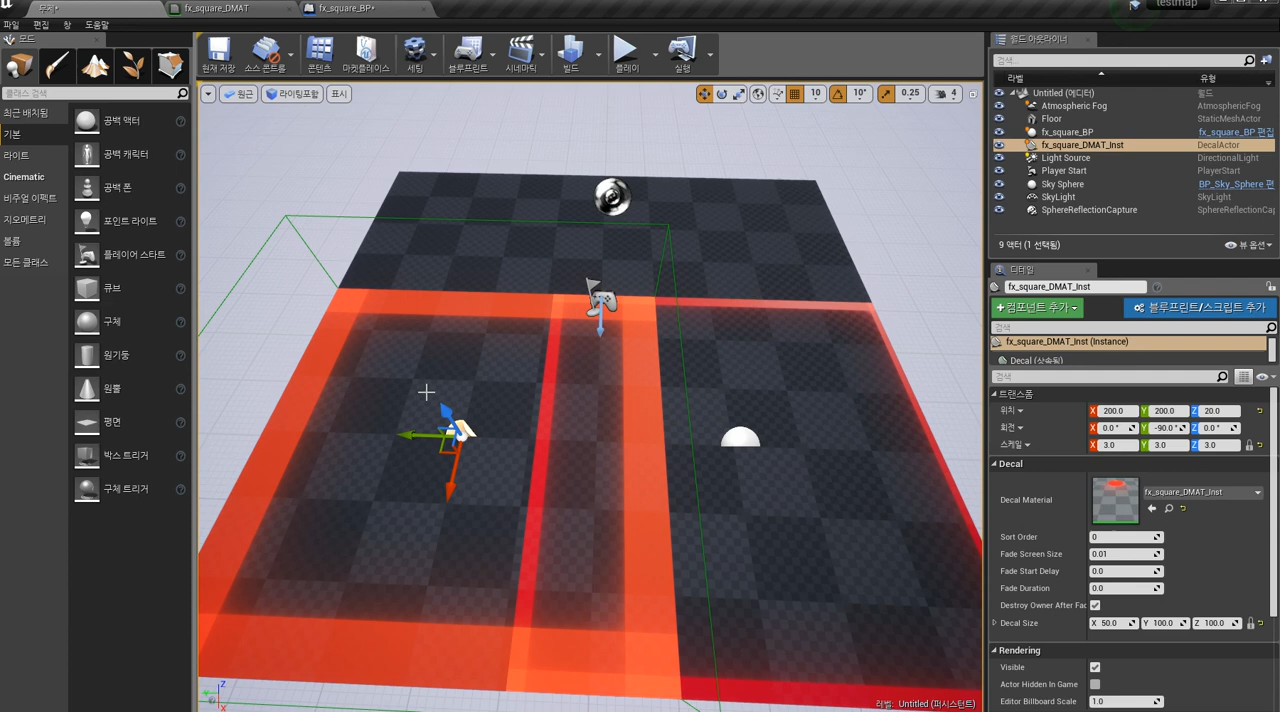 무제*
fx_square_DMAT
fx_square_BP*
testmap
파일 편집 창 도움말
모드
현재 저장
소스 콘트롤
콘텐츠
마켓플레이스
세팅
블루프린트
시네마틱
빌드
플레이
실행
클래스 검색
최근 배치됨
기본
라이트
Cinematic
비주얼 이펙트
지오메트리
볼륨
모든 클래스
공백 액터
공백 캐릭터
공백 폰
포인트 라이트
플레이어 스타트
큐브
구체
원기둥
원뿔
평면
박스 트리거
구체 트리거
원근
라이팅포함
표시
10
10°
0.25
4
Z
X
레벨: Untitled (퍼시스턴트)
월드 아웃라이너
검색...
라벨 유형
Untitled (에디터) 월드
Atmospheric Fog AtmosphericFog
Floor StaticMeshActor
fx_square_BP fx_square_BP 편집
fx_square_DMAT_Inst DecalActor
Light Source DirectionalLight
Player Start PlayerStart
Sky Sphere BP_Sky_Sphere 편
SkyLight SkyLight
SphereReflectionCapture SphereReflectionCap
9 액터 (1 선택됨) 뷰 옵션
디테일
fx_square_DMAT_Inst
+컴포넌트 추가 블루프린트/스크립트 추가
검색
fx_square_DMAT_Inst (Instance)
Decal (상속됨)
검색
트랜스폼
위치 X 200.0 Y 200.0 Z 20.0
회전 X 0.0 ° Y -90.0 ° Z 0.0 °
스케일 X 3.0 Y 3.0 Z 3.0
Decal
Decal Material fx_square_DMAT_Inst
Sort Order 0
Fade Screen Size 0.01
Fade Start Delay 0.0
Fade Duration 0.0
Destroy Owner After Fad
Decal Size X 50.0 Y 100.0 Z 100.0
Rendering
Visible
Actor Hidden In Game
Editor Billboard Scale 1.0